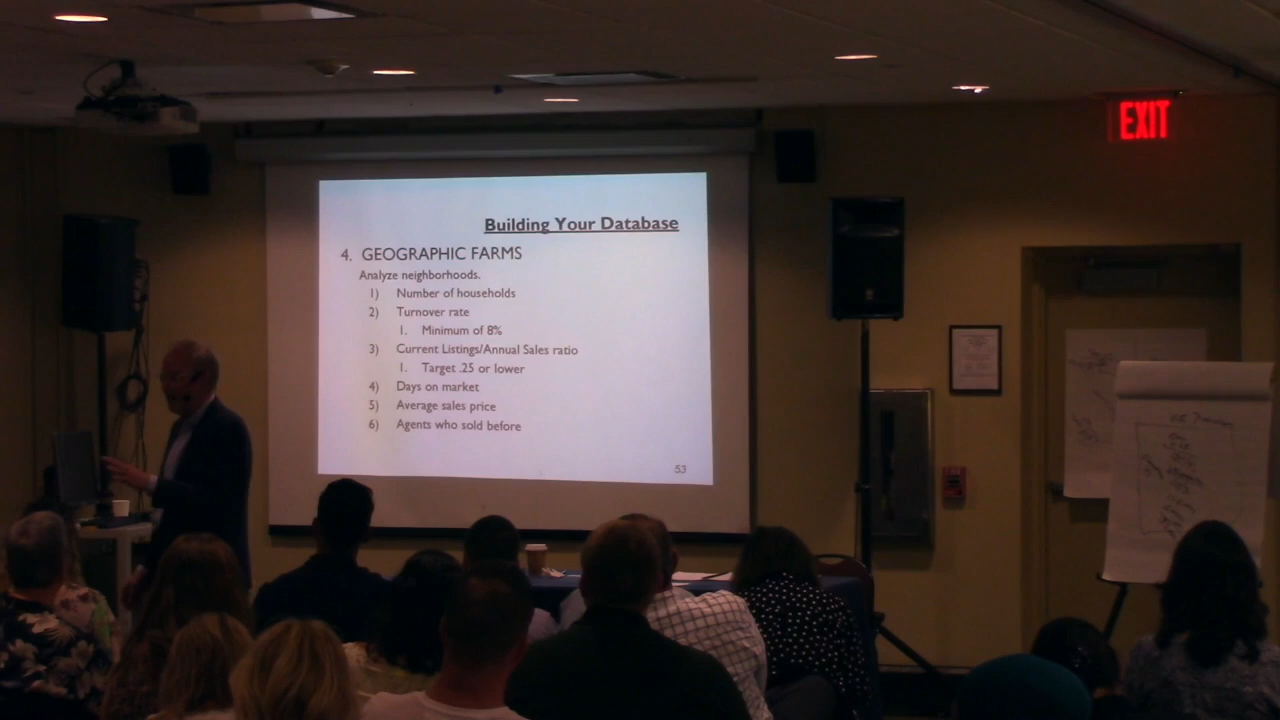 EXIT
Building Your Database
4. GEOGRAPHIC FARMS
Analyze neighborhoods.
1) Number of households
2) Turnover rate
1. Minimum of 8%
3) Current Listings/Annual Sales ratio
1. Target .25 or lower
4) Days on market
5) Average sales price
6) Agents who sold before
53